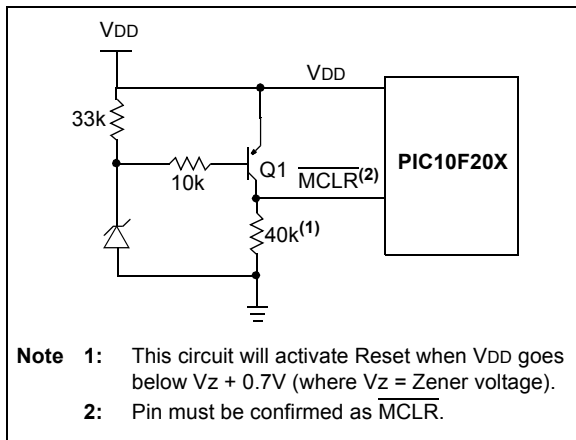 VDD
VDD
33k
Q1
10k
MCLR(2)
PIC10F20X
40k(1)
Note 1: This circuit will activate Reset when VDD goes
below Vz + 0.7V (where Vz = Zener voltage).
2: Pin must be confirmed as MCLR.